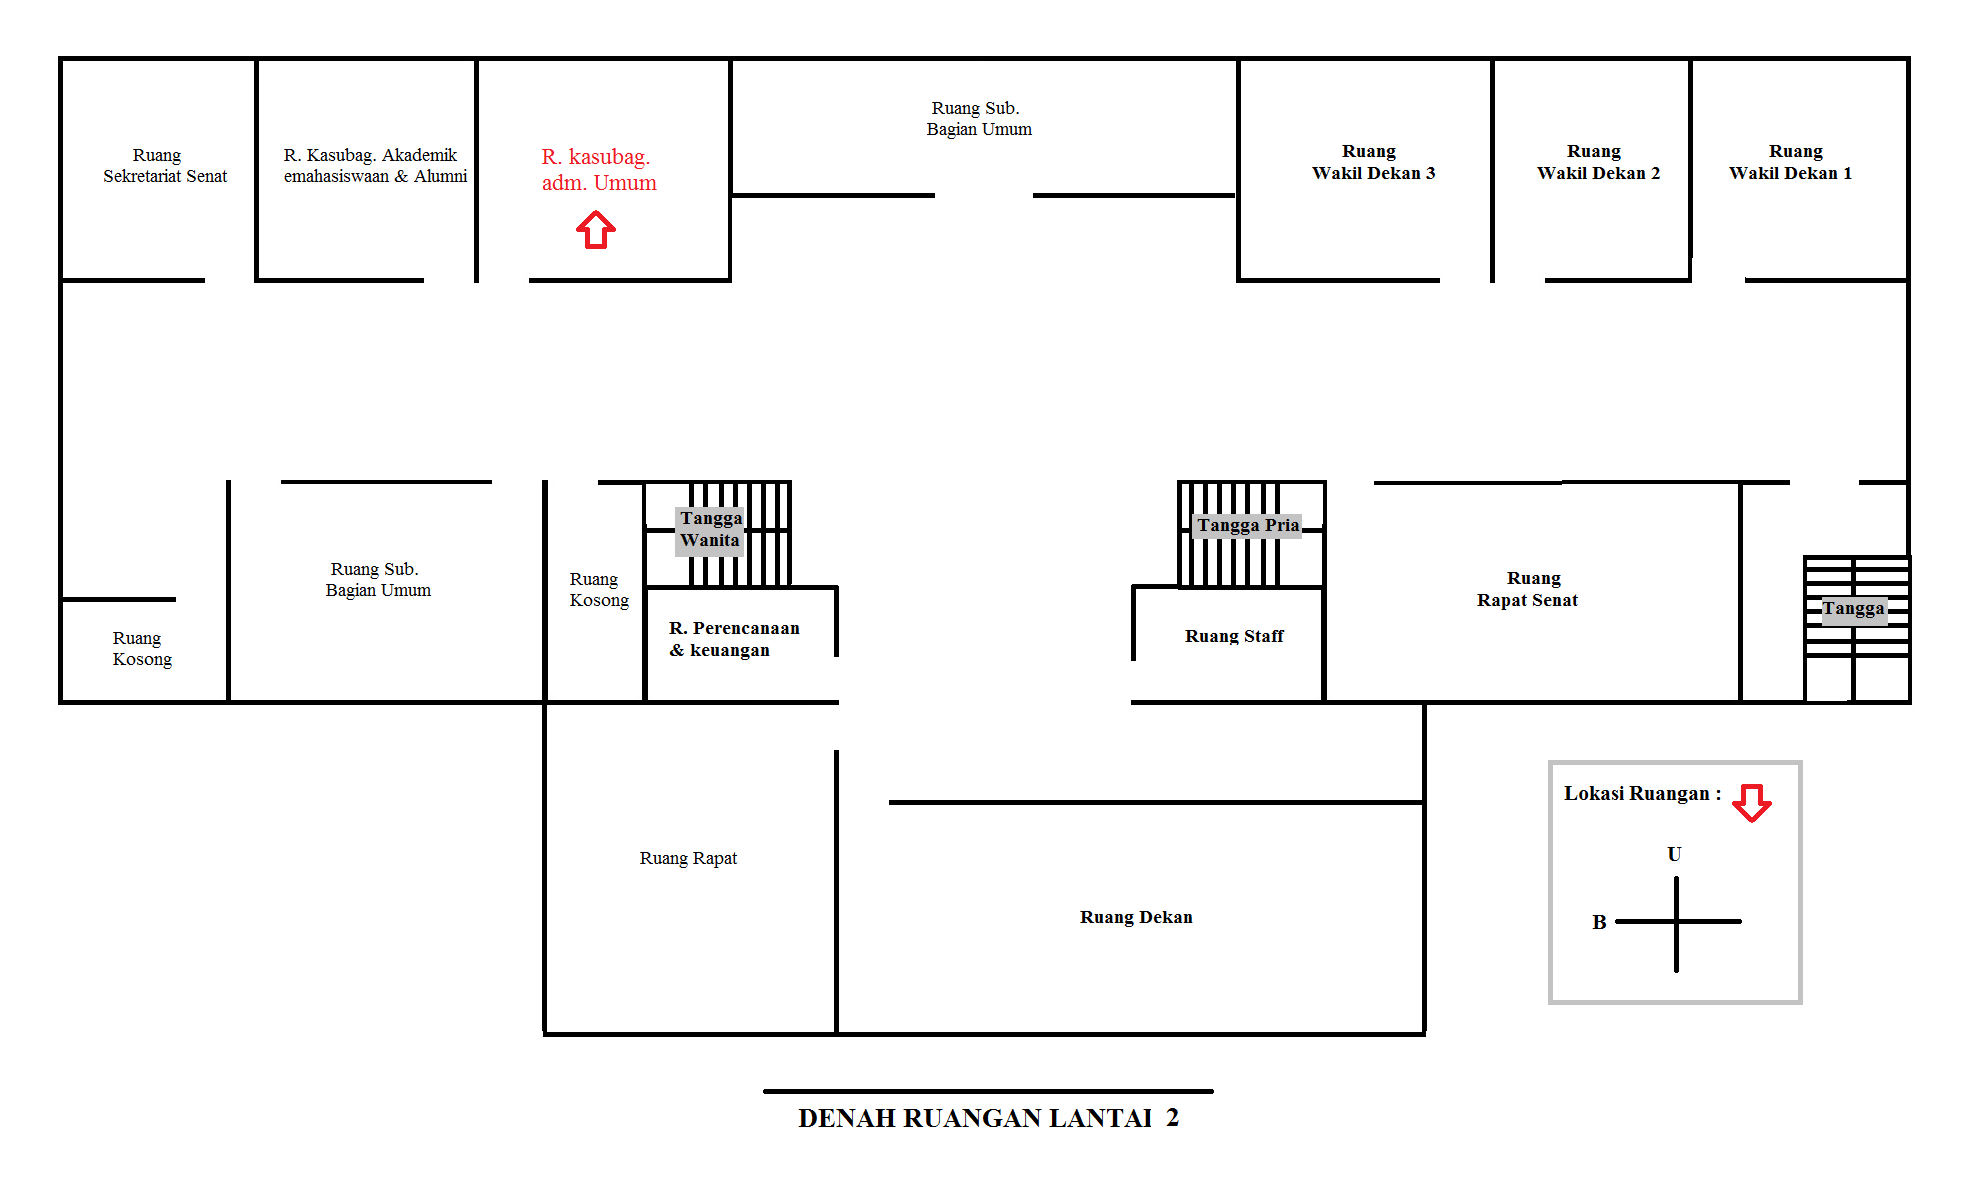 Ruang
Sekretariat Senat
R. Kasubag. Akademik
emahasiswaan & Alumni
R. kasubag.
adm. Umum
Ruang Sub.
Bagian Umum
Ruang
Wakil Dekan 3
Ruang
Wakil Dekan 2
Ruang
Wakil Dekan 1
Ruang
Kosong
Ruang Sub.
Bagian Umum
Ruang
Kosong
Tangga
Wanita
R. Perencanaan
& keuangan
Tangga Pria
Ruang Staff
Ruang
Rapat Senat
Tangga
Ruang Rapat
Ruang Dekan
Lokasi Ruangan :
U
B
DENAH RUANGAN LANTAI 2